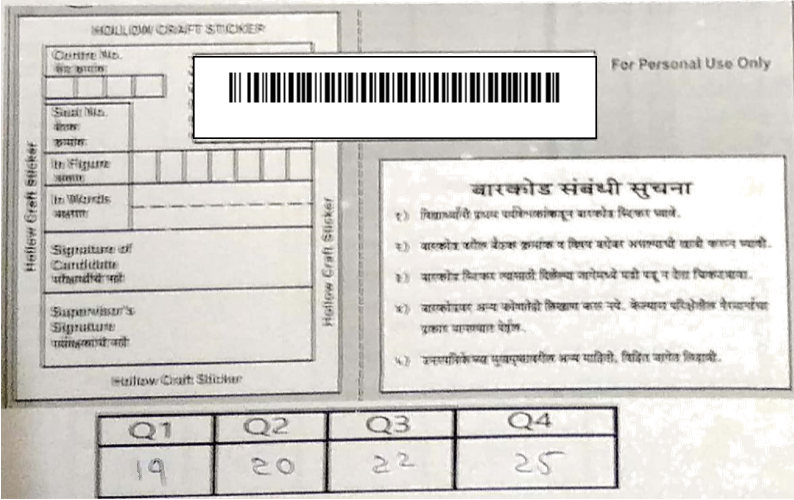 HOLLOW CRAFT STICKER
For Personal Use Only
Centre No.
केंद्र क्रमांक
Seat No.
बैठक
क्रमांक
In Figure
अंकात
In Words
अक्षरात
Signature of
Candidate
परीक्षार्थीची सही
Supervisor's
Signature
पर्यवेक्षकाची सही
Hollow Craft Sticker
Hollow Craft Sticker
Hollow Craft Sticker
बारकोड संबंधी सुचना
१) विद्यार्थ्यांनी प्रथम पर्यवेक्षकांकडून बारकोड स्टिकर घ्यावे.
२) बारकोड वरील बैठक क्रमांक व विषय बरोबर असल्याची खात्री करून घ्यावी.
३) बारकोड स्टिकर त्यासाठी दिलेल्या जागेमध्ये घडी पडू न देता चिकटवावा.
४) बारकोडवर अन्य कोणतेही लिखाण करू नये. केल्यास परिक्षेतील गैरमार्गाचा
प्रकार मानण्यात येईल.
५) उत्तरपत्रिकेच्या मुखपृष्ठावरील अन्य माहिती, विहित जागेत लिहावी.
Q1 Q2 Q3 Q4
19 20 22 25